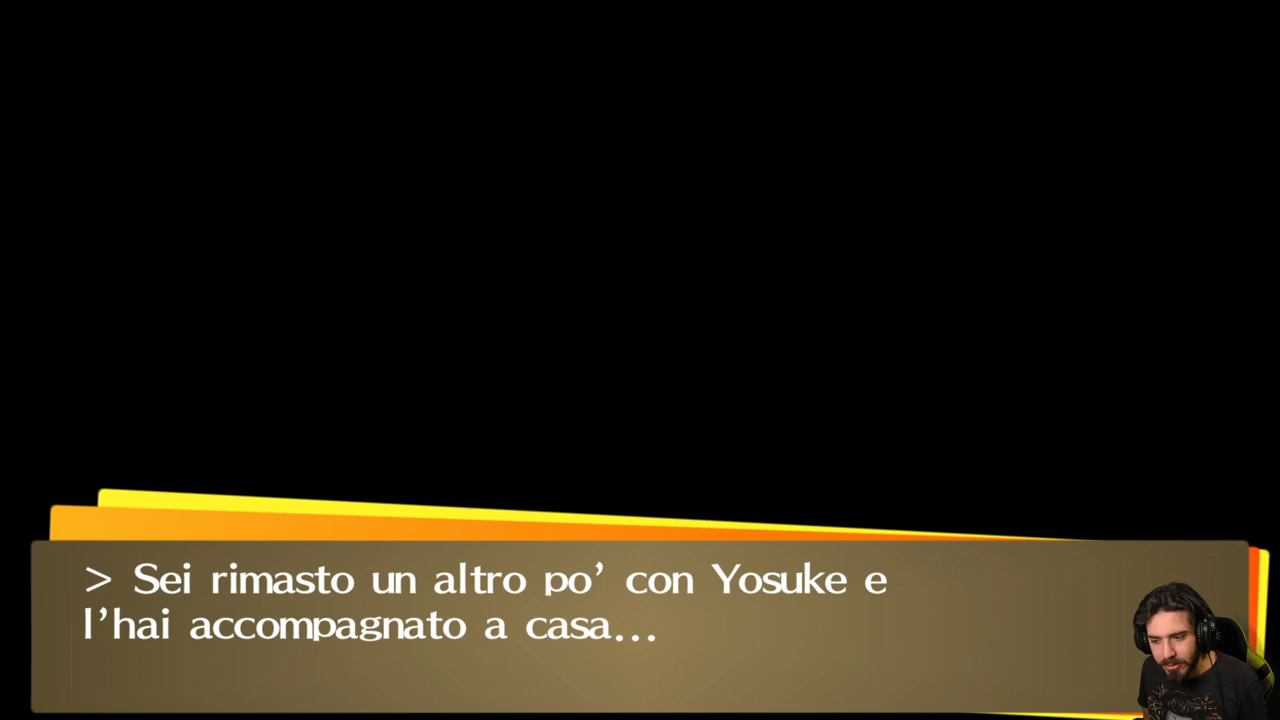 > Sei rimasto un altro po’ con Yosuke e
l’hai accompagnato a casa...